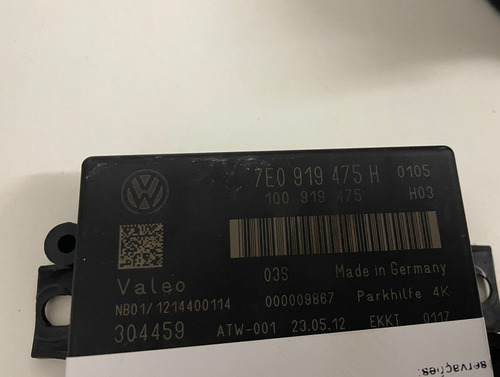 7E0 919 475 H 0105
1Q0 919 475 H03
03S Made in Germany
Valeo
NB01/1214400114 000009867 Parkhilfe 4K
304459 ATW-001 23.05.12 EKKI 0117
servações: